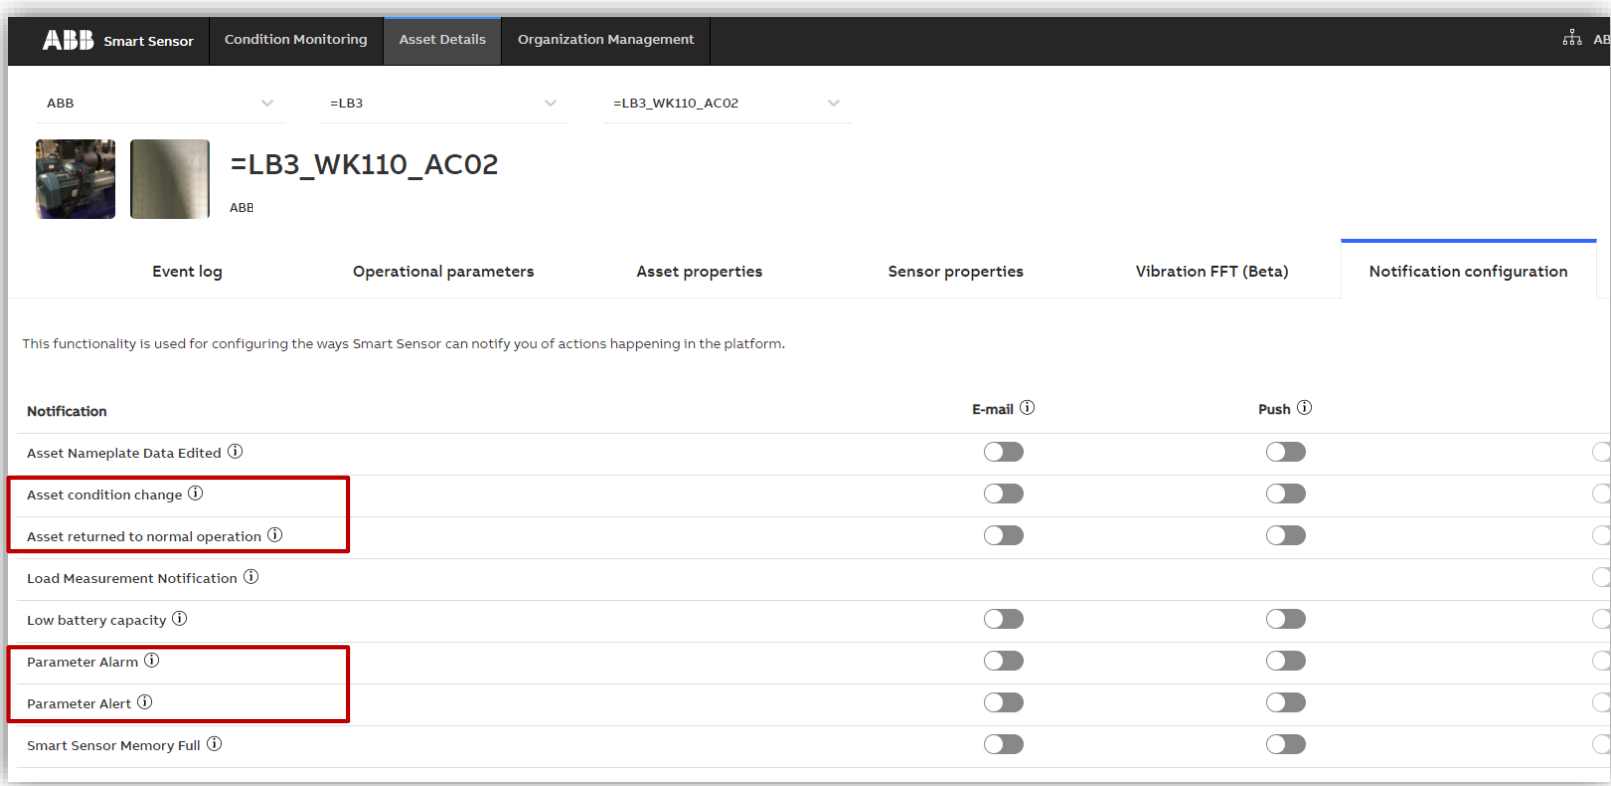 ABB Smart Sensor Condition Monitoring Asset Details Organization Management AB
ABB =LB3 =LB3_WK110_AC02
=LB3_WK110_AC02
ABB
Event log Operational parameters Asset properties Sensor properties Vibration FFT (Beta) Notification configuration
This functionality is used for configuring the ways Smart Sensor can notify you of actions happening in the platform.
Notification E-mail Push
Asset Nameplate Data Edited
Asset condition change
Asset returned to normal operation
Load Measurement Notification
Low battery capacity
Parameter Alarm
Parameter Alert
Smart Sensor Memory Full